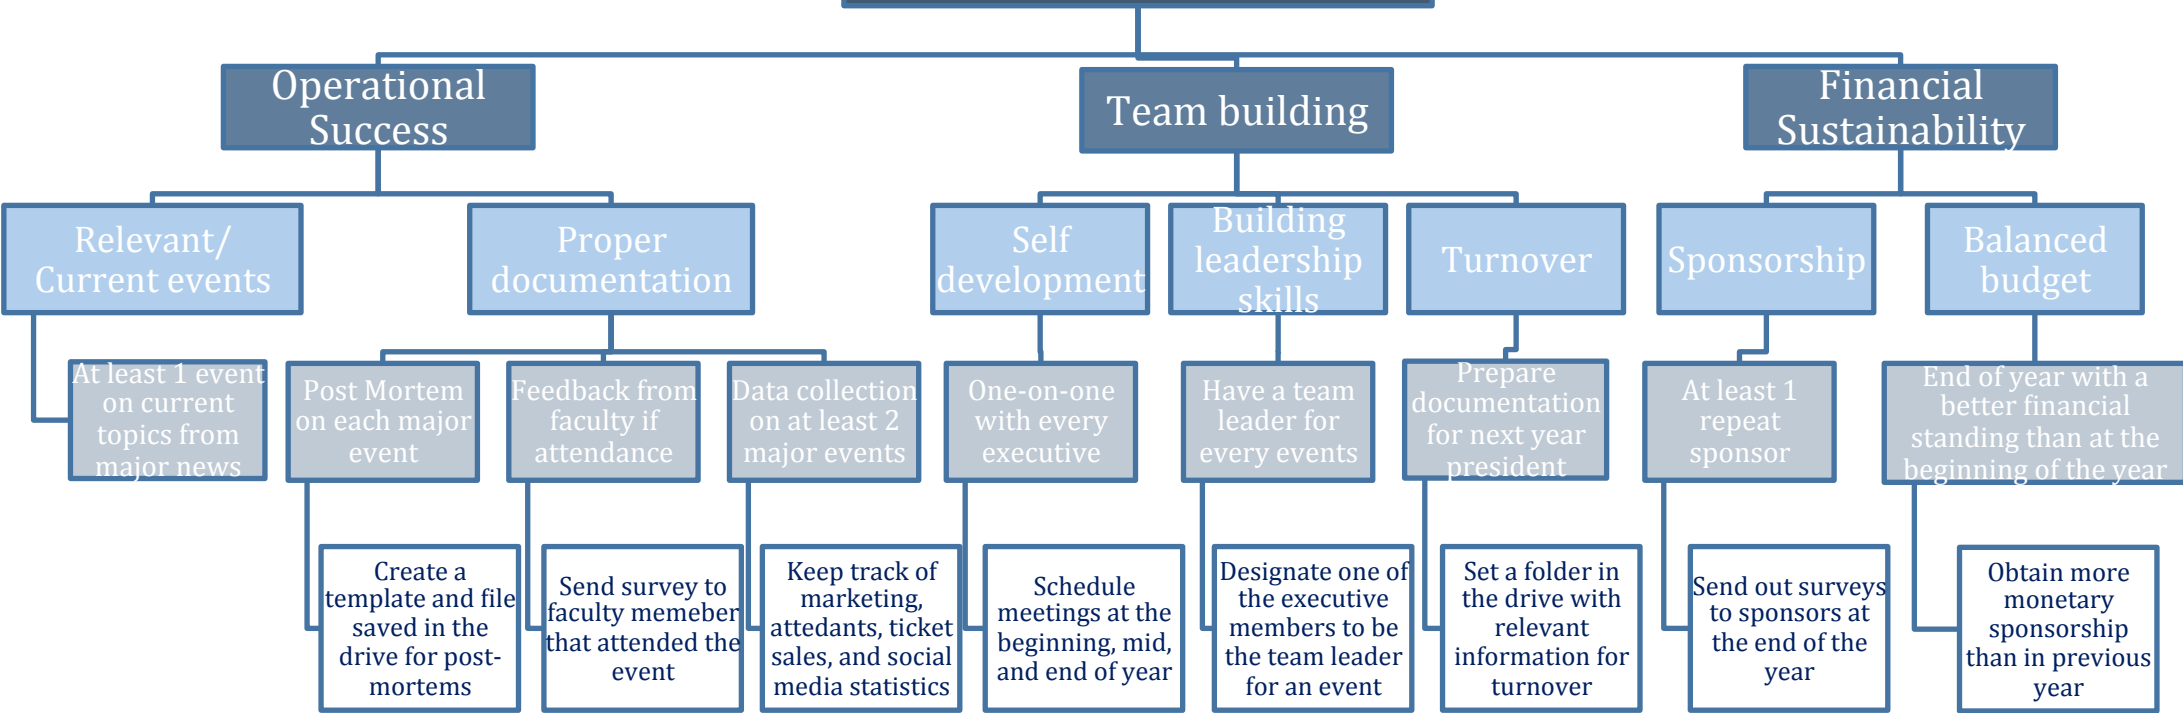 Operational
Success
Team building
Financial
Sustainability
Relevant/
Current events
Proper
documentation
Self
development
Building
leadership
skills
Turnover
Sponsorship
Balanced
budget
At least 1 event
on current
topics from
major news
Post Mortem
on each major
event
Feedback from
faculty if
attendance
Data collection
on at least 2
major events
One-on-one
with every
executive
Have a team
leader for
every events
Prepare
documentation
for next year
president
At least 1
repeat
sponsor
End of year with a
better financial
standing than at the
beginning of the year
Create a
template and file
saved in the
drive for post-
mortems
Send survey to
faculty memeber
that attended the
event
Keep track of
marketing,
attedants, ticket
sales, and social
media statistics
Schedule
meetings at the
beginning, mid,
and end of year
Designate one of
the executive
members to be
the team leader
for an event
Set a folder in
the drive with
relevant
information for
turnover
Send out surveys
to sponsors at
the end of the
year
Obtain more
monetary
sponsorship
than in previous
year